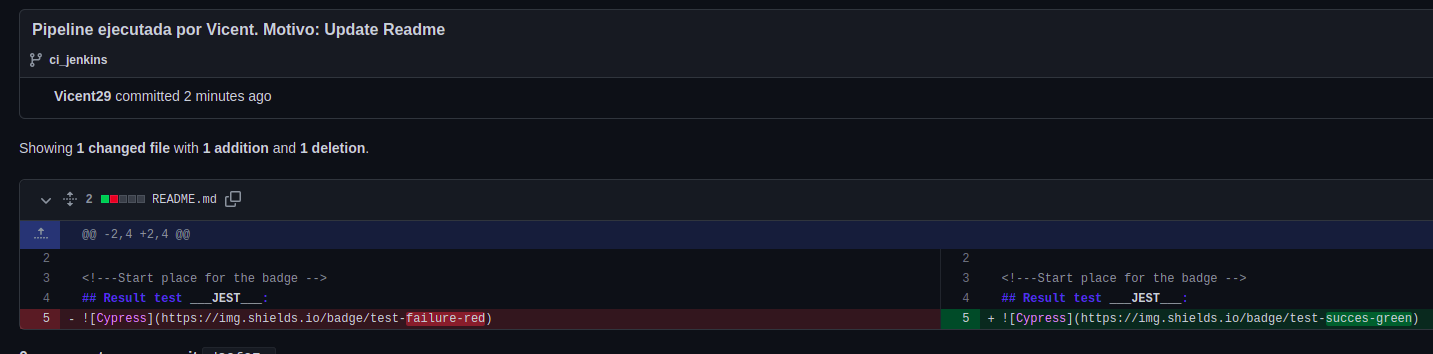 Pipeline ejecutada por Vicent. Motivo: Update Readme
ci_jenkins
Vicent29 committed 2 minutes ago
Showing 1 changed file with 1 addition and 1 deletion.
2 README.md
@@ -2,4 +2,4 @@
2
3 <!---Start place for the badge -->
4 ## Result test ___JEST___:
5 - ![Cypress](https://img.shields.io/badge/test-failure-red)
2
3 <!---Start place for the badge -->
4 ## Result test ___JEST___:
5 + ![Cypress](https://img.shields.io/badge/test-succes-green)